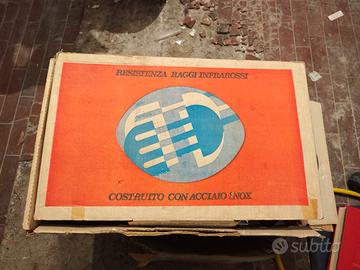 RESISTENZA RAGGI INFRAROSSI
COSTRUITO CON ACCIAIO INOX
subito